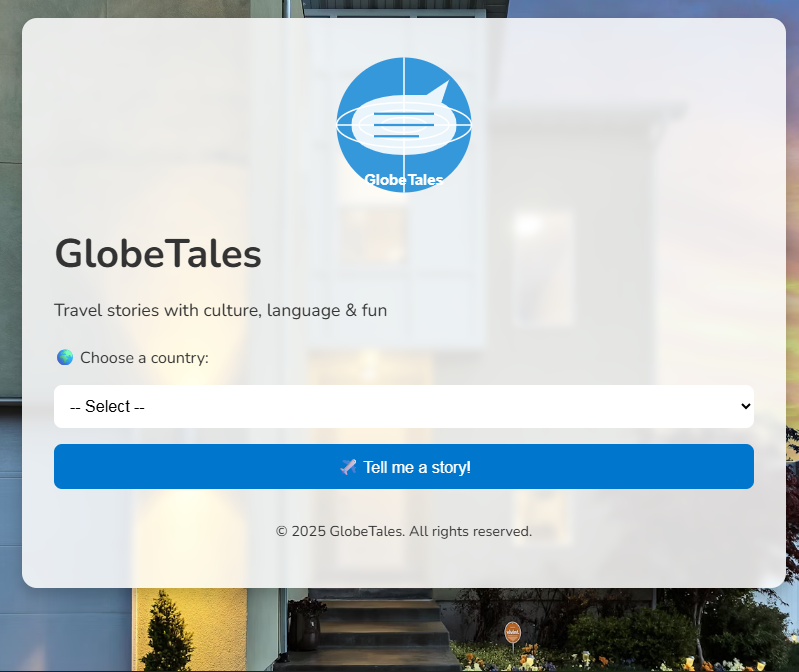 GlobeTales
GlobeTales
Travel stories with culture, language & fun
🌍 Choose a country:
-- Select --
✈️ Tell me a story!
© 2025 GlobeTales. All rights reserved.
vivint